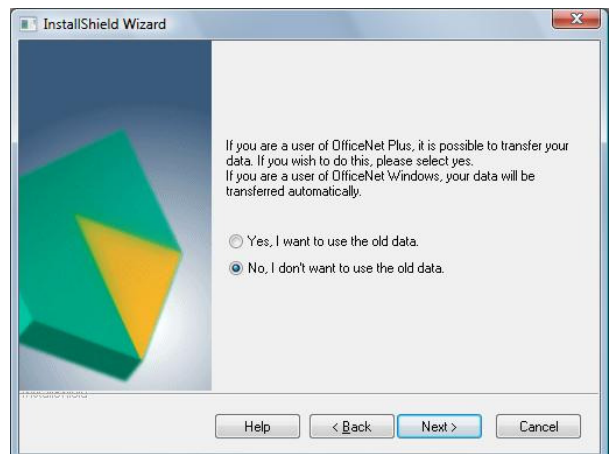 InstallShield Wizard
If you are a user of OfficeNet Plus, it is possible to transfer your
data. If you wish to do this, please select yes.
If you are a user of OfficeNet Windows, your data will be
transferred automatically.
Yes, I want to use the old data.
No, I don't want to use the old data.
InstallShield
Help
< Back
Next >
Cancel